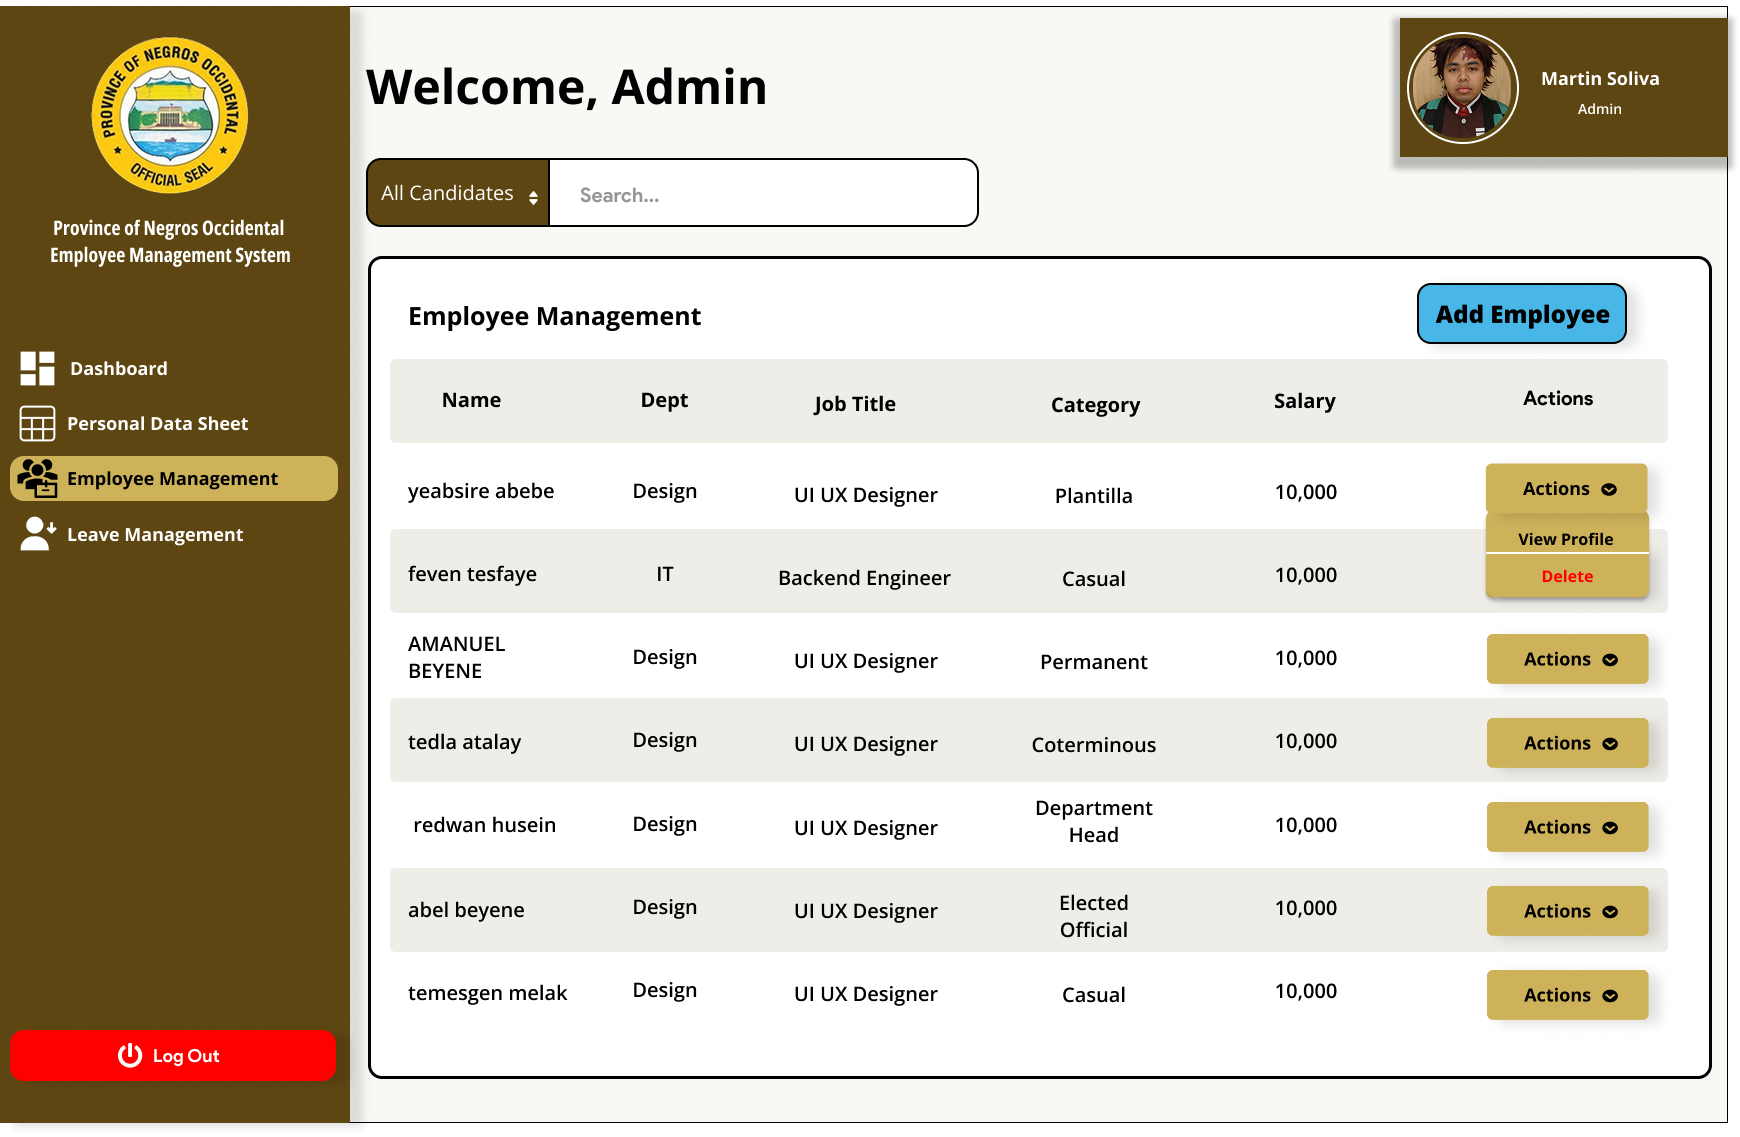 PROVINCE OF NEGROS OCCIDENTAL
OFFICIAL SEAL
Province of Negros Occidental
Employee Management System
Dashboard
Personal Data Sheet
Employee Management
Leave Management
Log Out
Welcome, Admin
Martin Soliva
Admin
All Candidates
Search...
Employee Management
Add Employee
Name Dept Job Title Category Salary Actions
yeabsire abebe Design UI UX Designer Plantilla 10,000 Actions
View Profile
feven tesfaye IT Backend Engineer Casual 10,000 Delete
AMANUEL
BEYENE Design UI UX Designer Permanent 10,000 Actions
tedla atalay Design UI UX Designer Coterminous 10,000 Actions
redwan husein Design UI UX Designer Department
Head 10,000 Actions
abel beyene Design UI UX Designer Elected
Official 10,000 Actions
temesgen melak Design UI UX Designer Casual 10,000 Actions